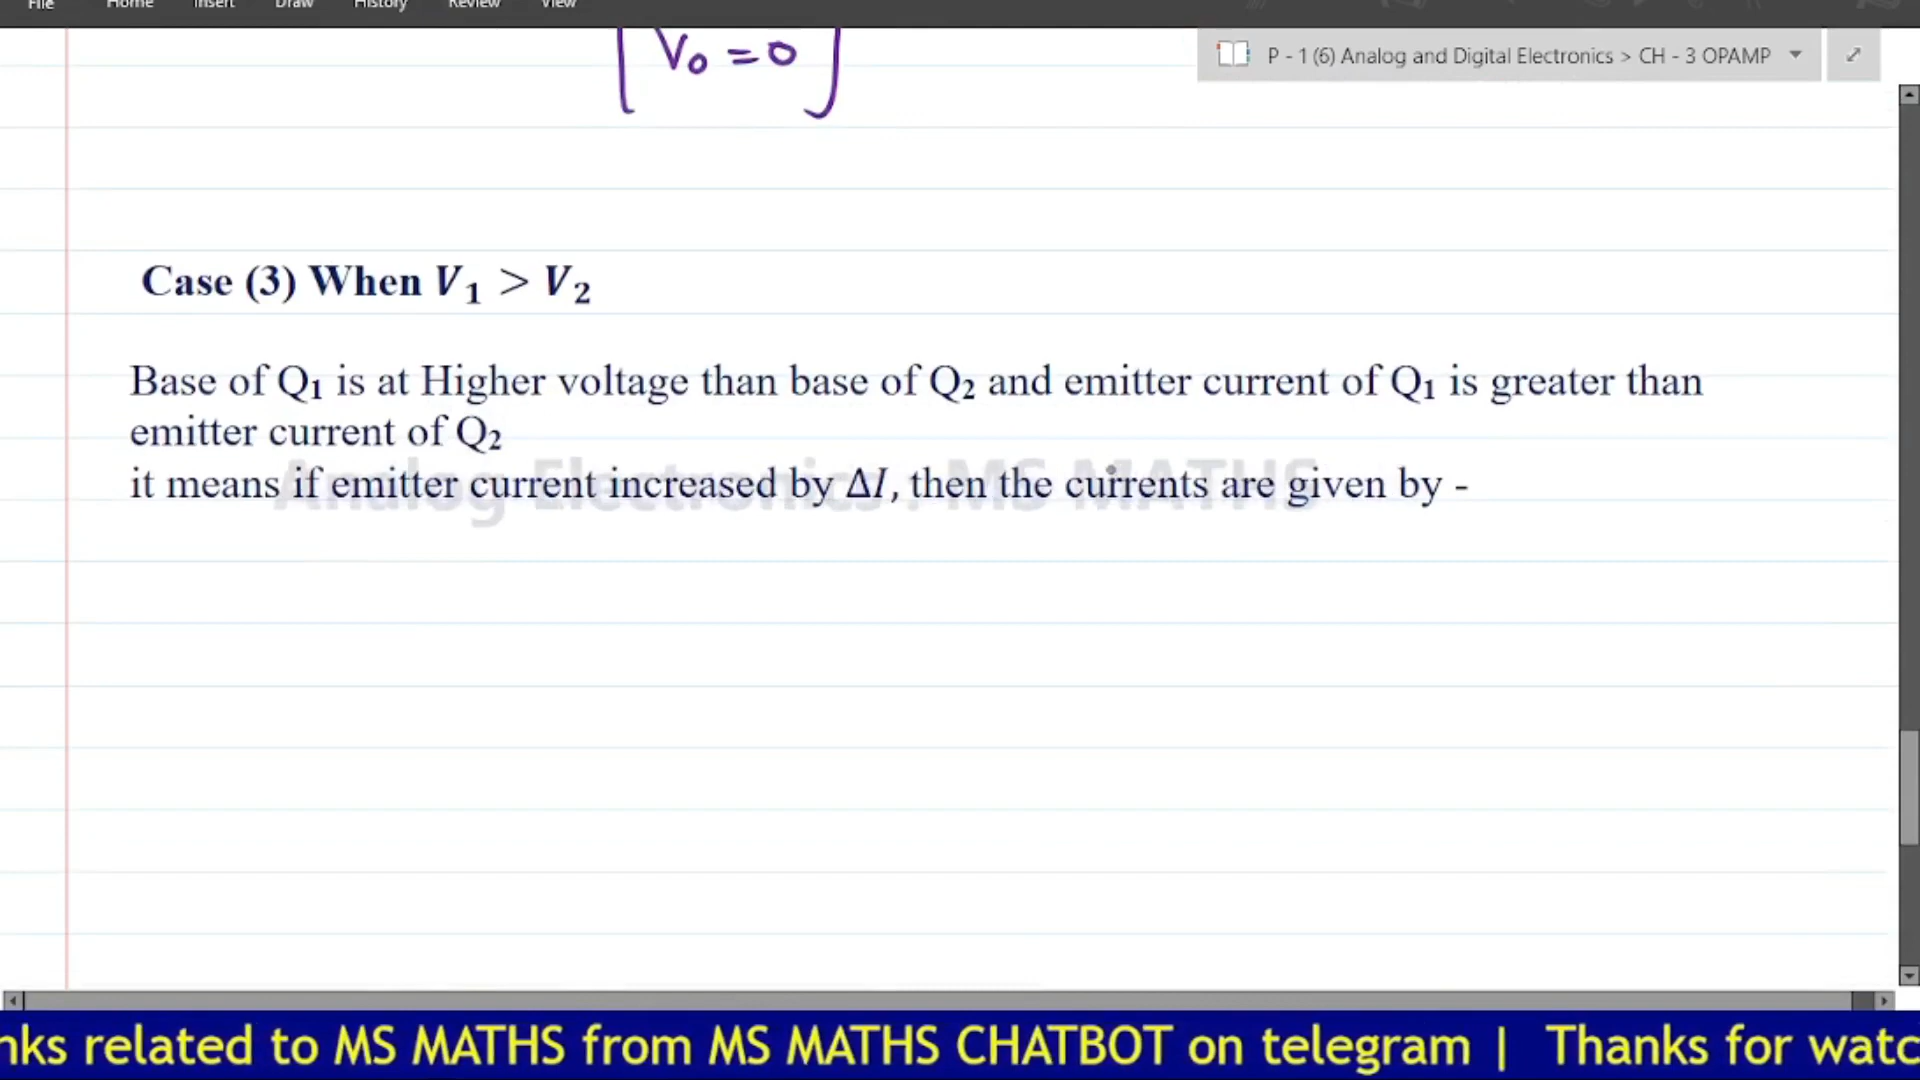 File Home Insert Draw History Review View
V₀ = 0
P - 1 (6) Analog and Digital Electronics > CH - 3 OPAMP
Case (3) When V₁ > V₂
Base of Q₁ is at Higher voltage than base of Q₂ and emitter current of Q₁ is greater than
emitter current of Q₂
it means if emitter current increased by ΔI, then the currents are given by -
Analog Electronics : MS MATHS
nks related to MS MATHS from MS MATHS CHATBOT on telegram | Thanks for watc